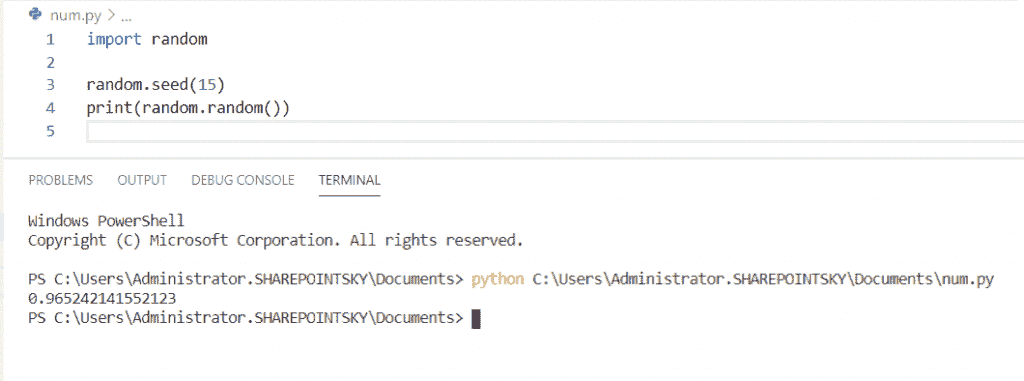 num.py > ...
1 import random
2
3 random.seed(15)
4 print(random.random())
5
PROBLEMS OUTPUT DEBUG CONSOLE TERMINAL
Windows PowerShell
Copyright (C) Microsoft Corporation. All rights reserved.
PS C:\Users\Administrator.SHAREPOINTSKY\Documents> python C:\Users\Administrator.SHAREPOINTSKY\Documents\num.py
0.965242141552123
PS C:\Users\Administrator.SHAREPOINTSKY\Documents>